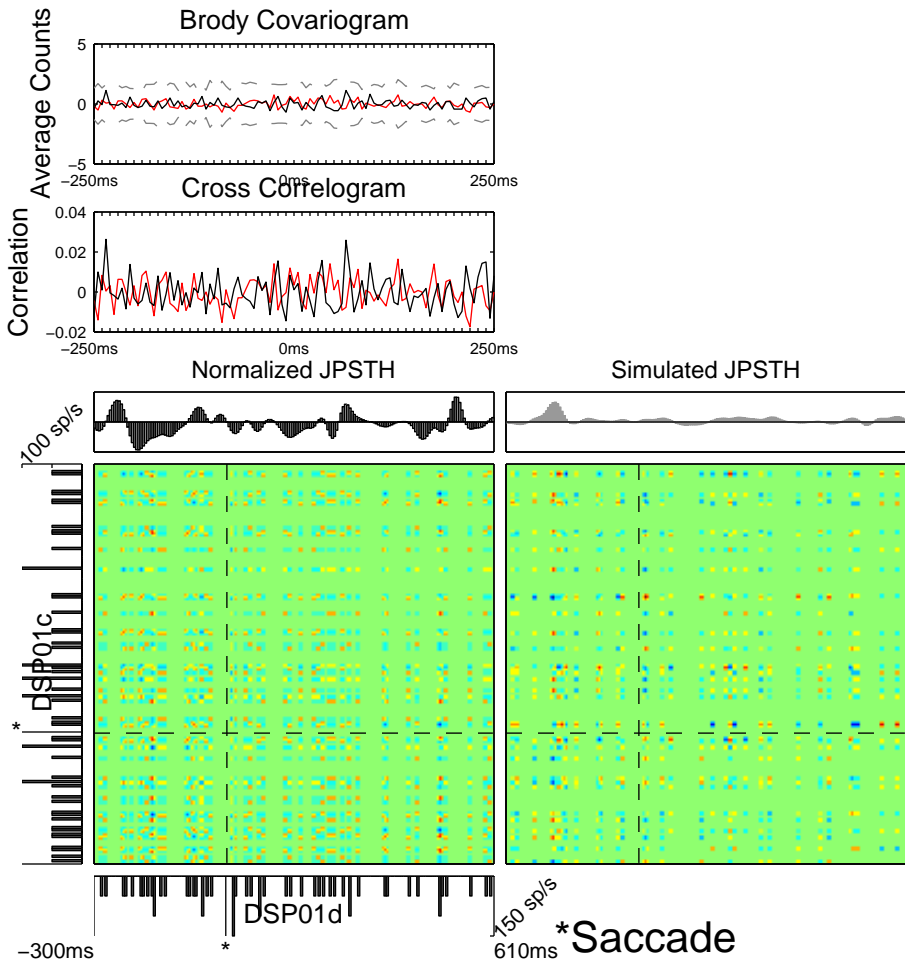 Brody Covariogram
Average Counts
5
0
−5
−250ms
0ms
250ms
Cross Correlogram
Correlation
0.04
0.02
0
−0.02
−250ms
0ms
250ms
Normalized JPSTH
Simulated JPSTH
100 sp/s
DSP01c
*
DSP01d
150 sp/s
−300ms
*
610ms
*Saccade